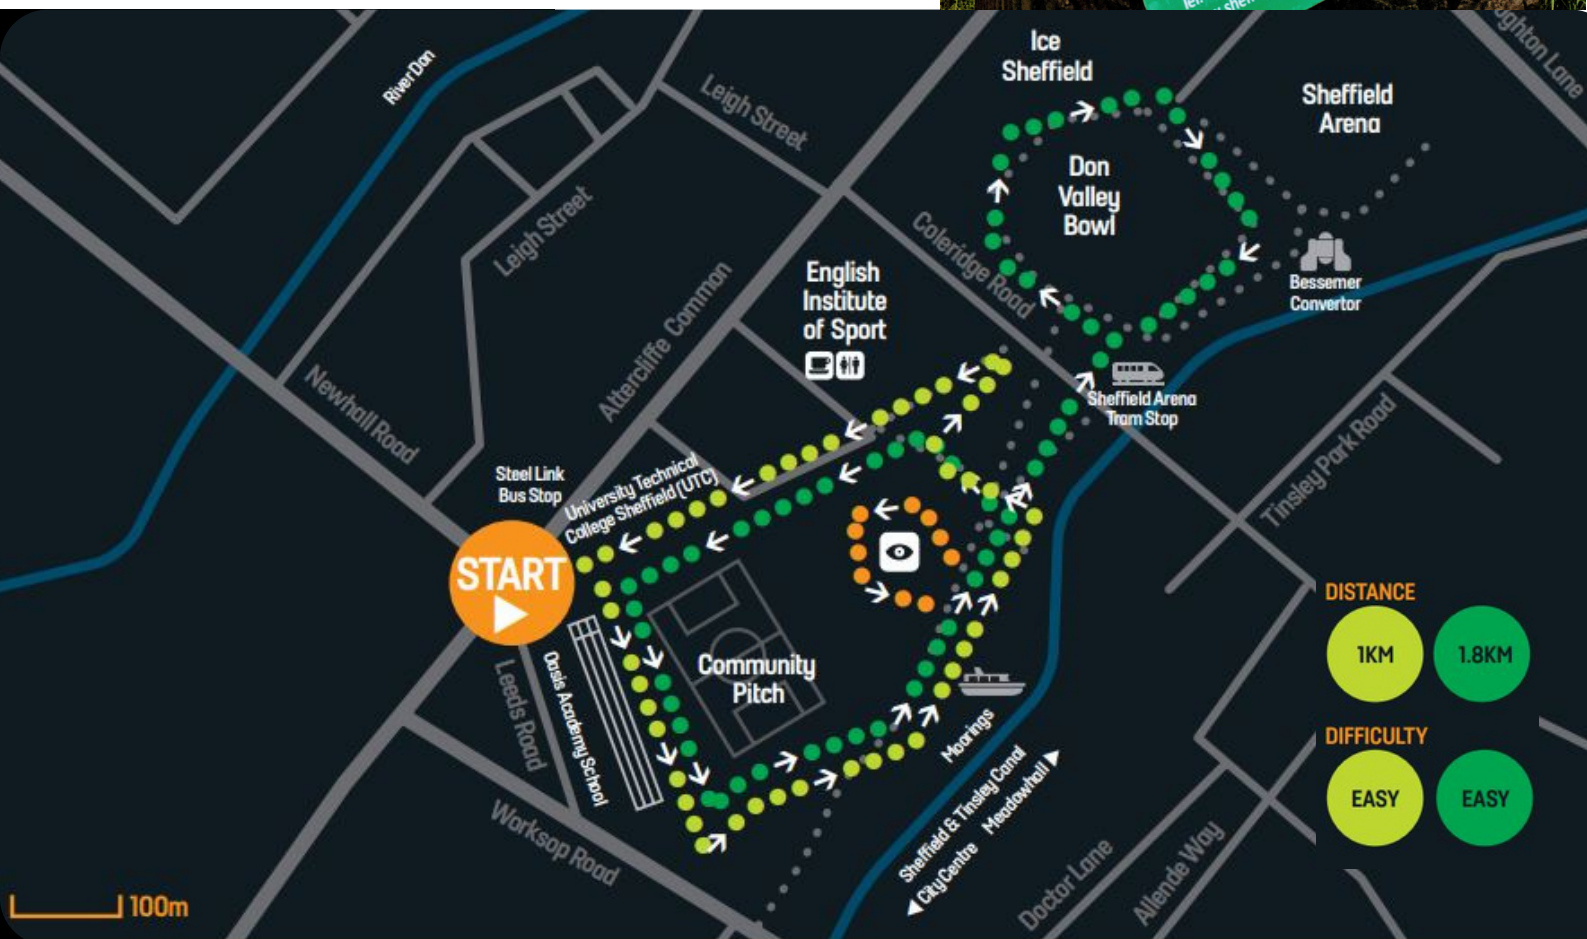 River Don
Leigh Street
Ice
Sheffield
Sheffield
Arena
Don
Valley
Bowl
Leigh Street
Coleridge Road
English
Institute
of Sport
Bessemer
Convertor
Attercliffe Common
Newhall Road
Sheffield Arena
Tram Stop
Tinsley Park Road
Steel Link
Bus Stop
University Technical
College Sheffield (UTC)
START
Oasis Academy School
Leeds Road
Community
Pitch
Worksop Road
Moorings
Sheffield & Tinsley Canal
City Centre Meadowhall
Doctor Lane
Allende Way
DISTANCE
1KM
1.8KM
DIFFICULTY
EASY
EASY
100m